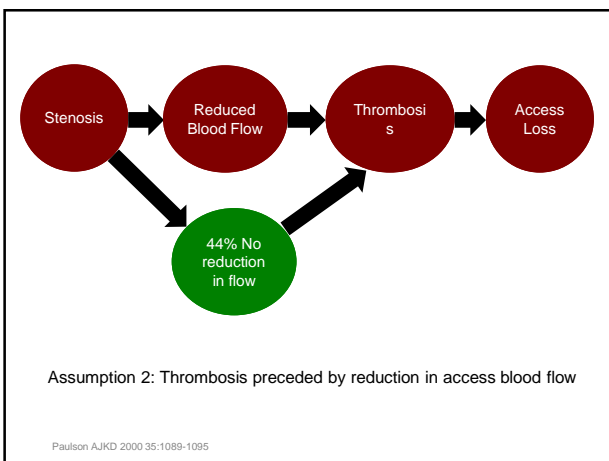 Stenosis
Reduced
Blood Flow
Thrombosi
s
Access
Loss
44% No
reduction
in flow
Assumption 2: Thrombosis preceded by reduction in access blood flow
Paulson AJKD 2000 35:1089-1095